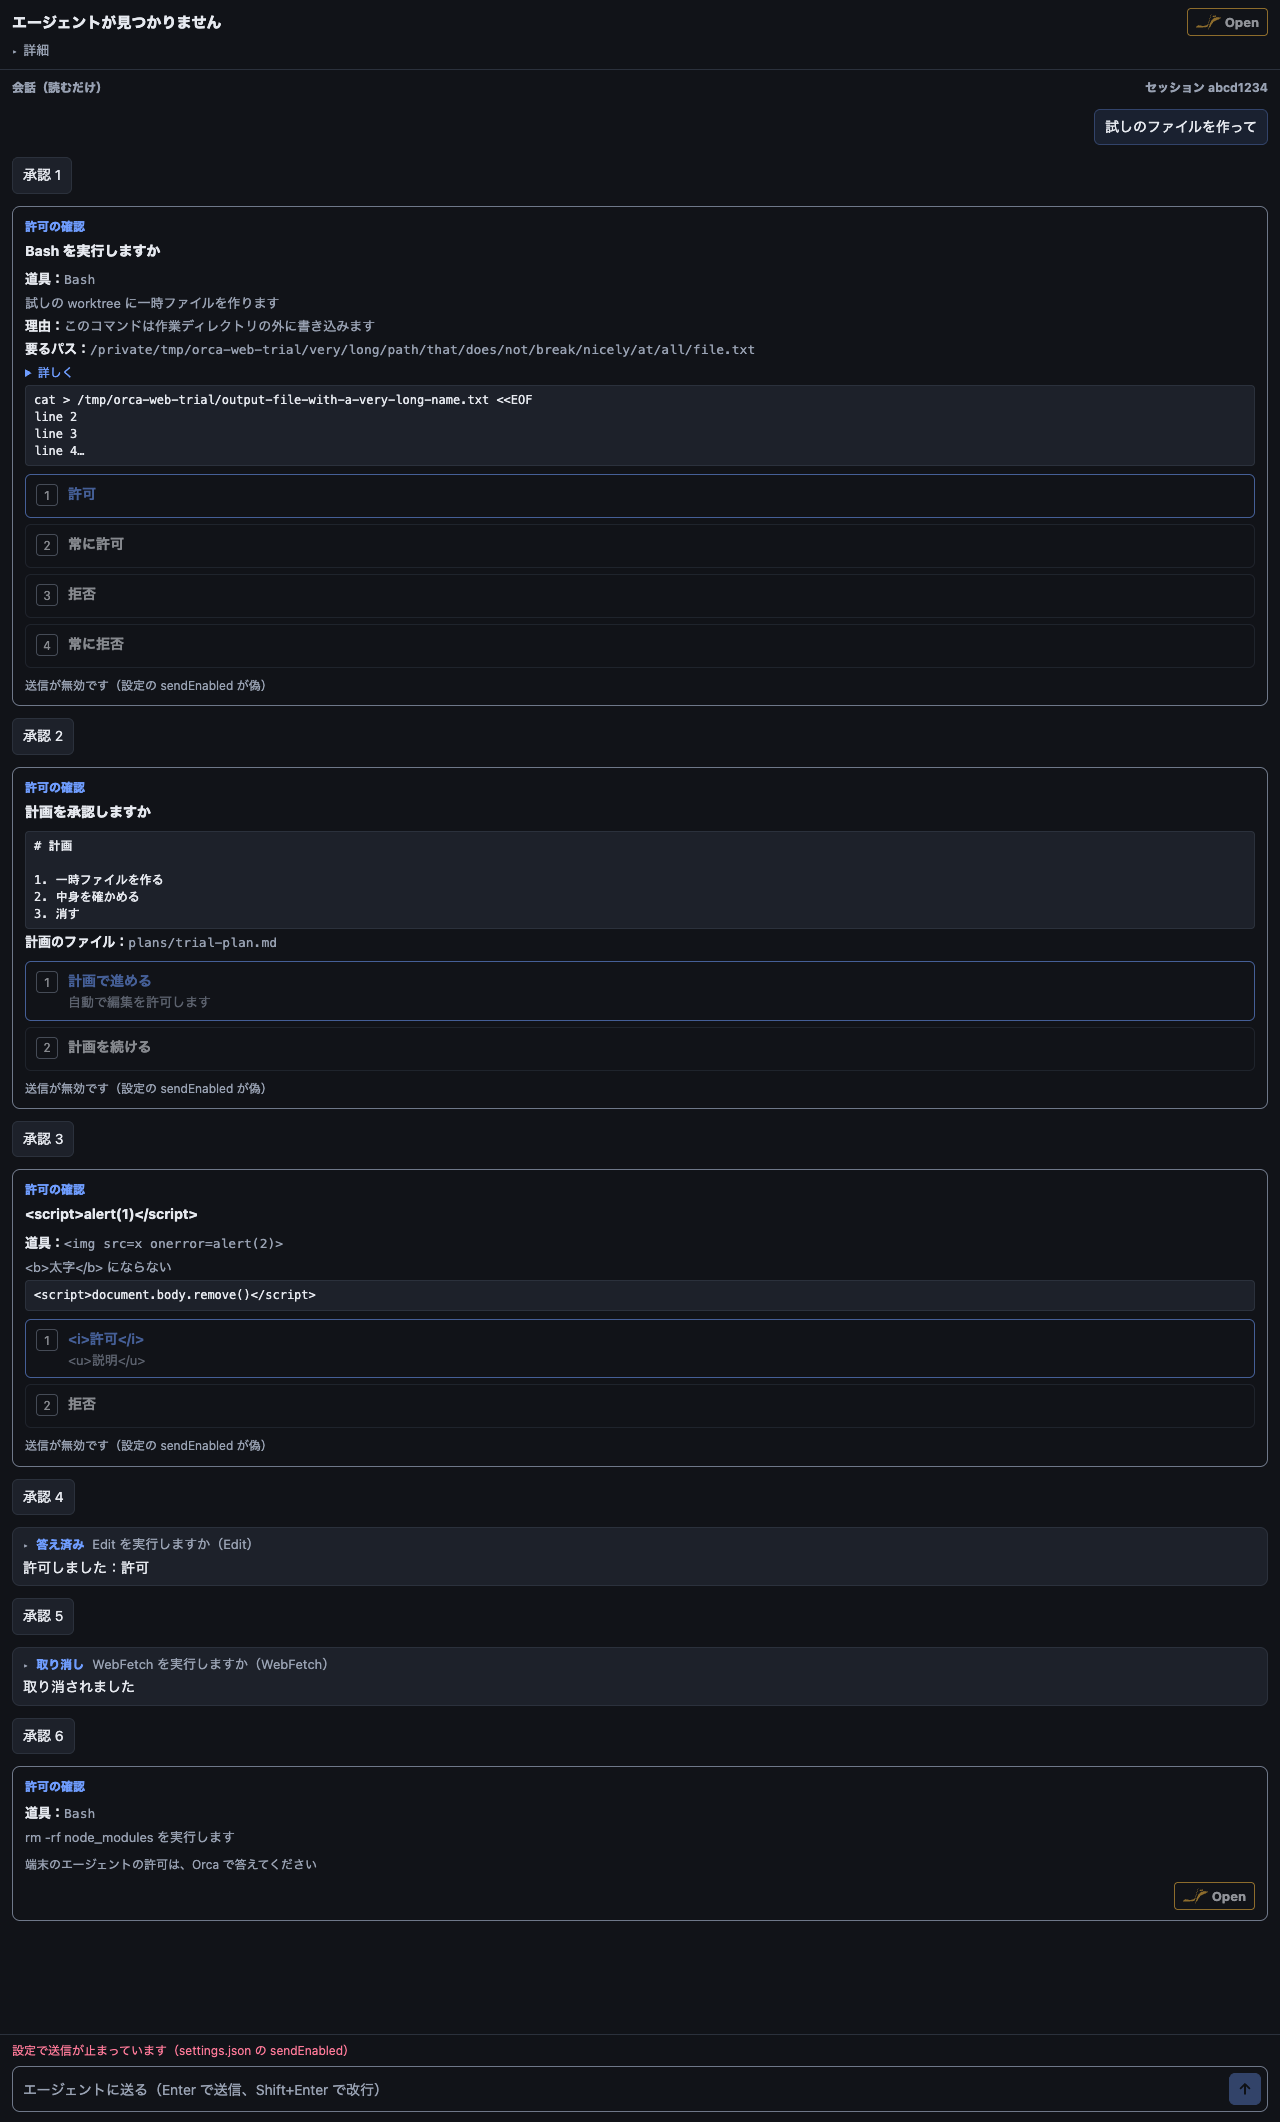 エージェントが見つかりません
Open
詳細
会話（読むだけ）
セッション abcd1234
試しのファイルを作って
承認 1
許可の確認
Bash を実行しますか
道具：Bash
試しの worktree に一時ファイルを作ります
理由：このコマンドは作業ディレクトリの外に書き込みます
要るパス：/private/tmp/orca-web-trial/very/long/path/that/does/not/break/nicely/at/all/file.txt
詳しく
cat > /tmp/orca-web-trial/output-file-with-a-very-long-name.txt <<EOF
line 2
line 3
line 4…
1 許可
2 常に許可
3 拒否
4 常に拒否
送信が無効です（設定の sendEnabled が偽）
承認 2
許可の確認
計画を承認しますか
# 計画
1. 一時ファイルを作る
2. 中身を確かめる
3. 消す
計画のファイル：plans/trial-plan.md
1 計画で進める
自動で編集を許可します
2 計画を続ける
送信が無効です（設定の sendEnabled が偽）
承認 3
許可の確認
<script>alert(1)</script>
道具：<img src=x onerror=alert(2)>
<b>太字</b> にならない
<script>document.body.remove()</script>
1 <i>許可</i>
<u>説明</u>
2 拒否
送信が無効です（設定の sendEnabled が偽）
承認 4
答え済み Edit を実行しますか（Edit）
許可しました：許可
承認 5
取り消し WebFetch を実行しますか（WebFetch）
取り消されました
承認 6
許可の確認
道具：Bash
rm -rf node_modules を実行します
端末のエージェントの許可は、Orca で答えてください
Open
設定で送信が止まっています（settings.json の sendEnabled）
エージェントに送る（Enter で送信、Shift+Enter で改行）